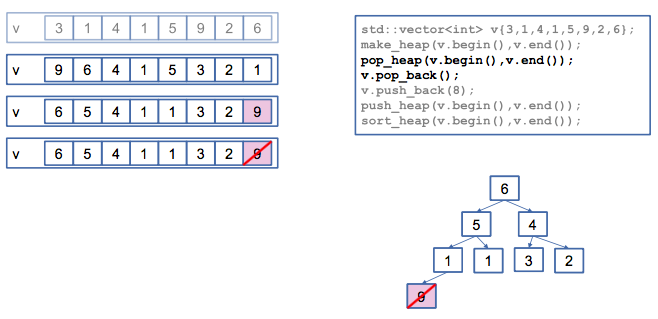 v 3 1 4 1 5 9 2 6
v 9 6 4 1 5 3 2 1
v 6 5 4 1 1 3 2 9
v 6 5 4 1 1 3 2 9
std::vector<int> v{3,1,4,1,5,9,2,6};
make_heap(v.begin(),v.end());
pop_heap(v.begin(),v.end());
v.pop_back();
v.push_back(8);
push_heap(v.begin(),v.end());
sort_heap(v.begin(),v.end());
6
5 4
1 1 3 2
9